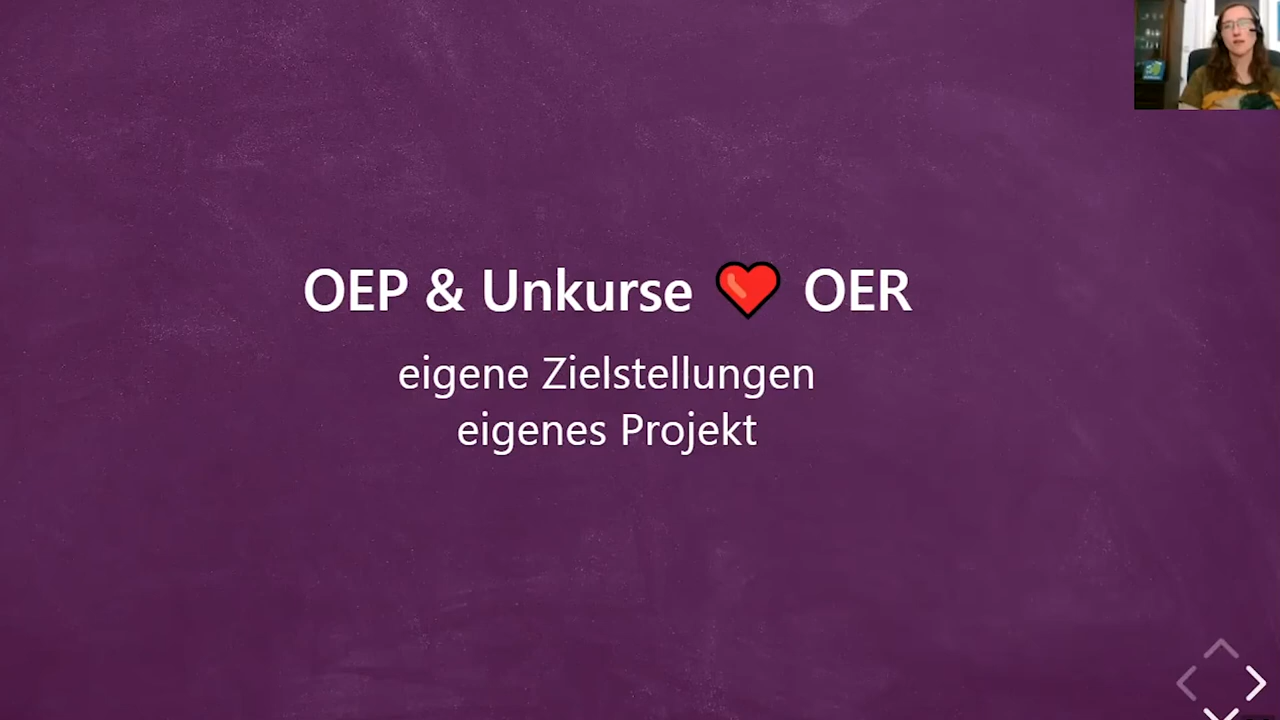 OEP & Unkurse ❤️ OER
eigene Zielstellungen
eigenes Projekt